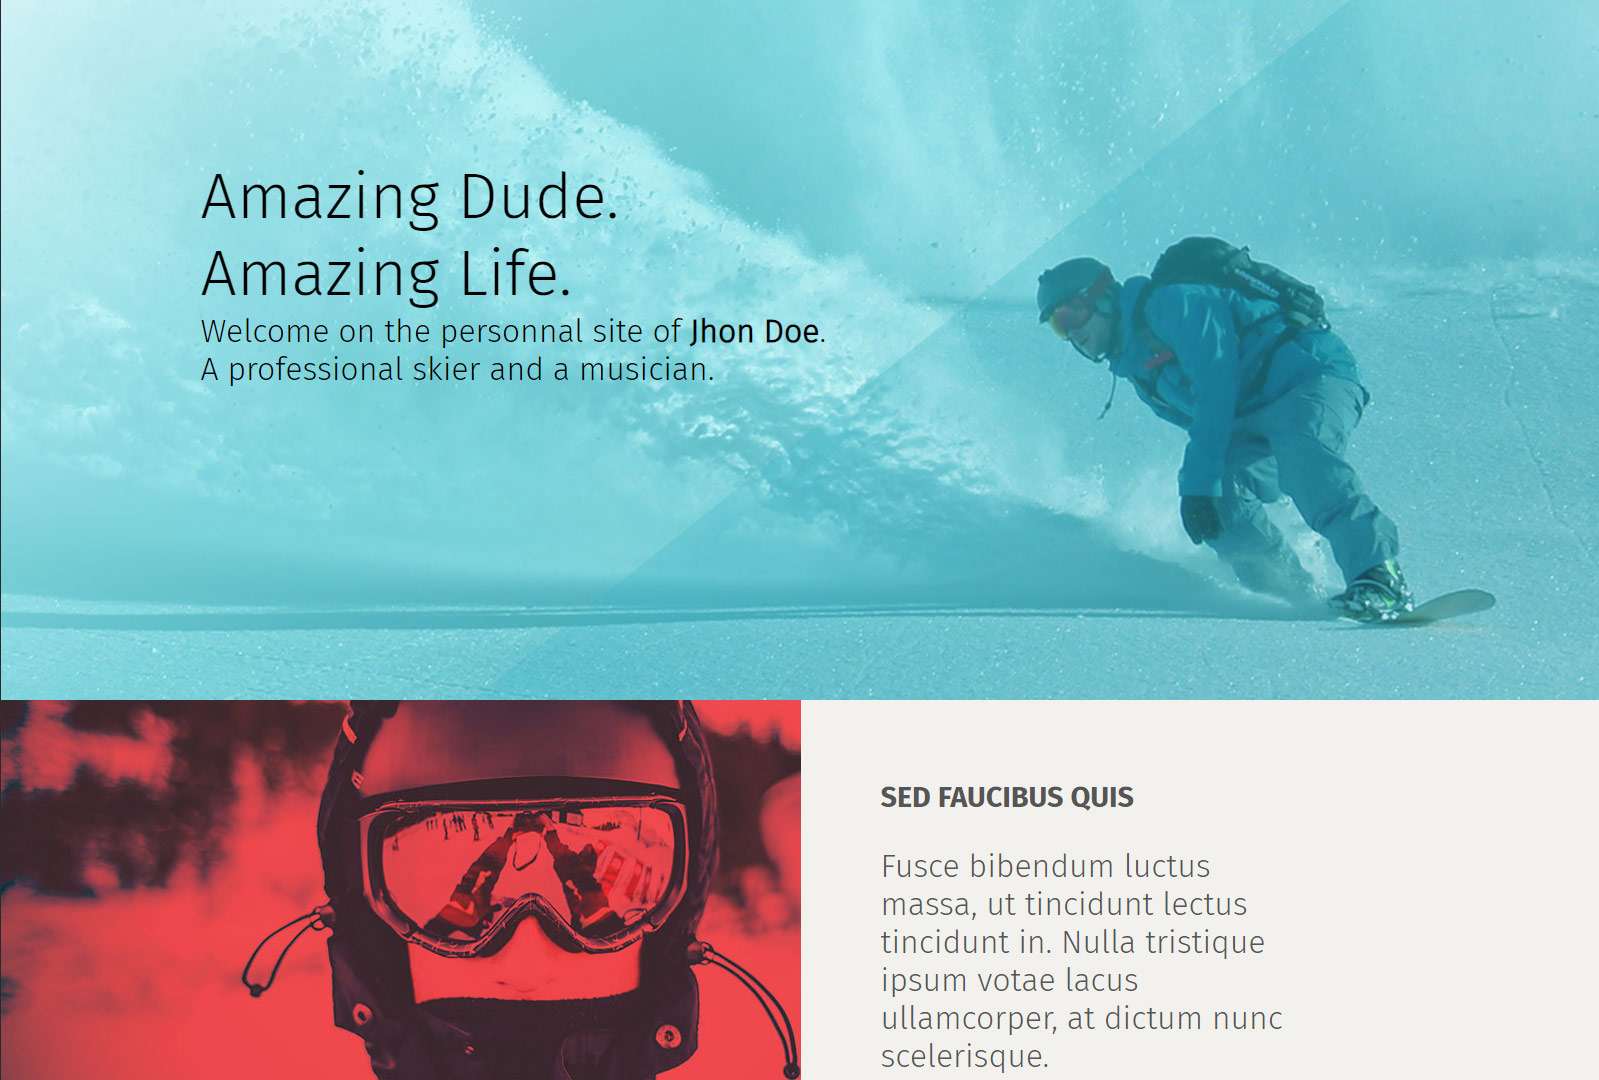 Amazing Dude.
Amazing Life.
Welcome on the personnal site of Jhon Doe.
A professional skier and a musician.
SED FAUCIBUS QUIS
Fusce bibendum luctus
massa, ut tincidunt lectus
tincidunt in. Nulla tristique
ipsum votae lacus
ullamcorper, at dictum nunc
scelerisque.